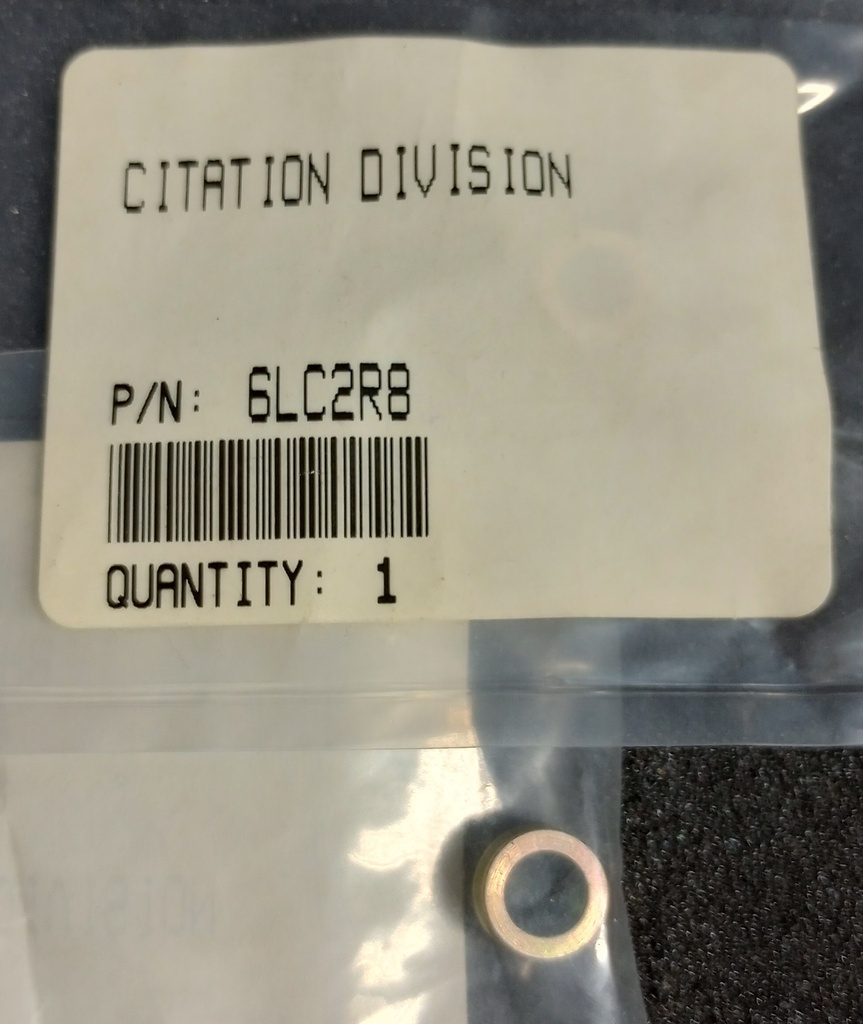 CITATION DIVISION
P/N: 6LC2R8
QUANTITY: 1